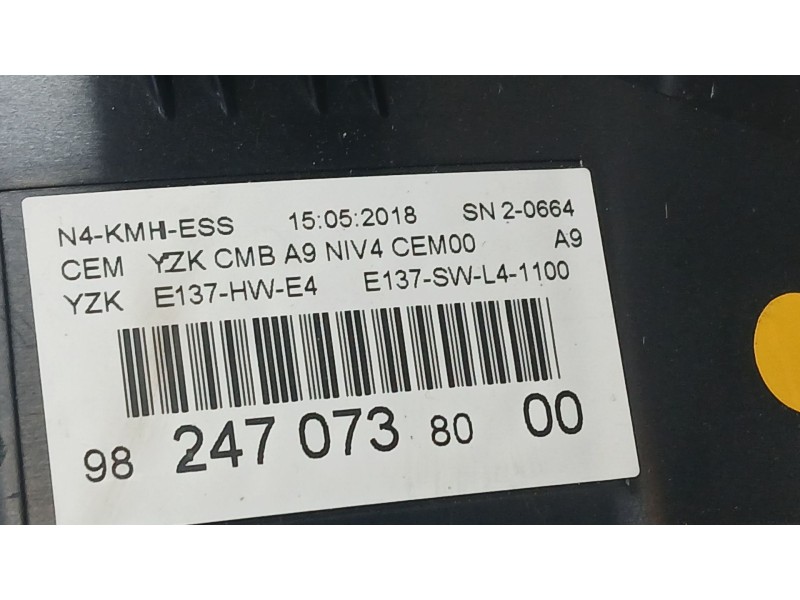 N4-KMH-ESS 15:05:2018 SN 2-0664
CEM YZK CMB A9 NIV4 CEM00 A9
YZK E137-HW-E4 E137-SW-L4-1100
98 247 073 80 00